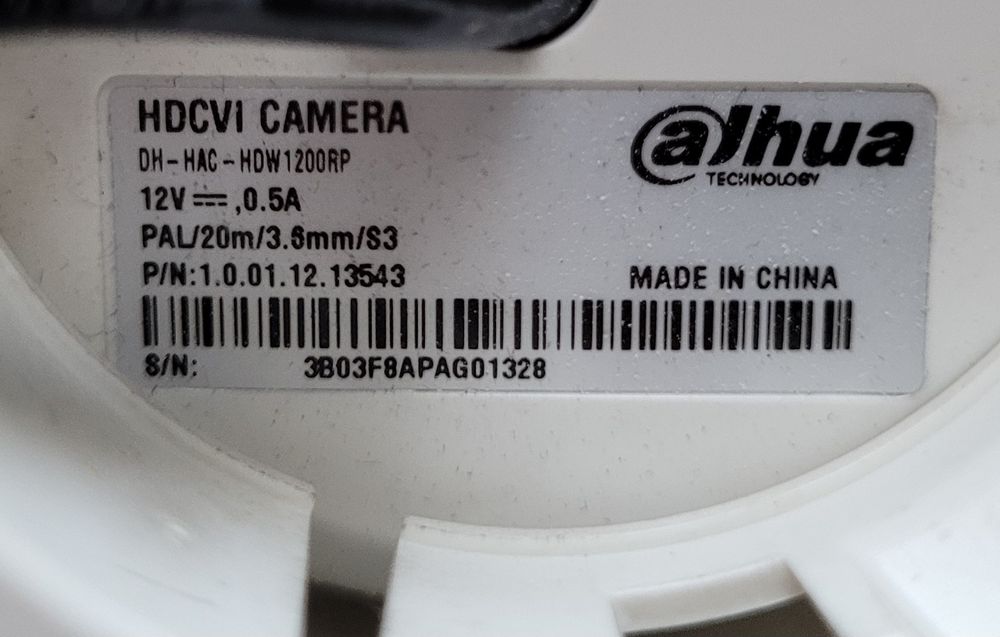 HDCVI CAMERA
DH-HAC-HDW1200RP
12V ⎓,0.5A
PAL/20m/3.6mm/S3
P/N:1.0.01.12.13543
alhua
TECHNOLOGY
MADE IN CHINA
S/N: 3B03F8APAG01328